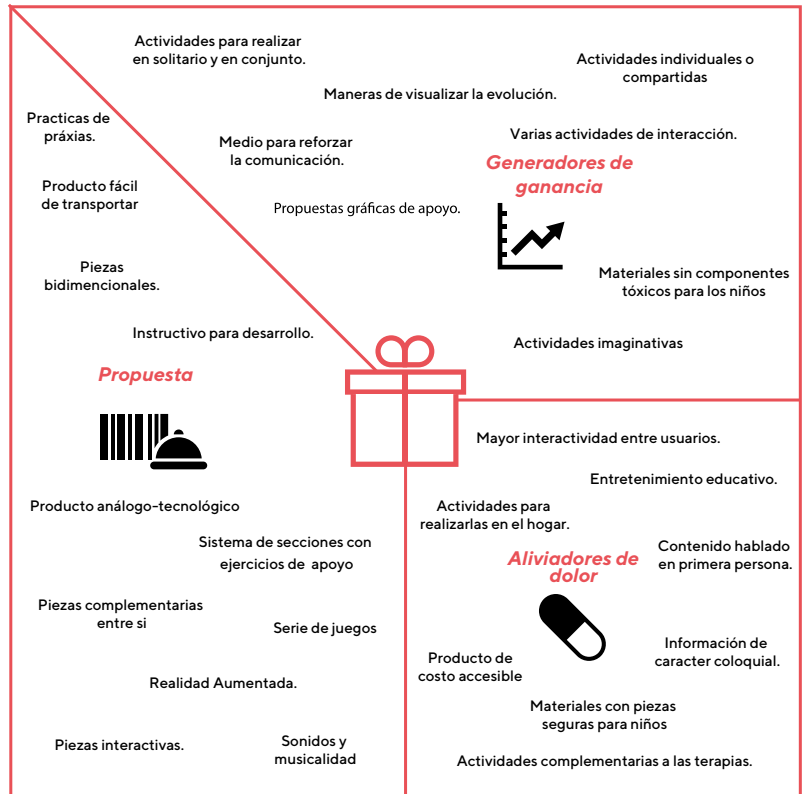 Actividades para realizar
en solitario y en conjunto.
Actividades individuales o
compartidas
Maneras de visualizar la evolución.
Practicas de
práxias.
Medio para reforzar
la comunicación.
Varias actividades de interacción.
Generadores de
ganancia
Producto fácil
de transportar
Propuestas gráficas de apoyo.
Piezas
bidimencionales.
Materiales sin componentes
tóxicos para los niños
Instructivo para desarrollo.
Actividades imaginativas
Propuesta
Mayor interactividad entre usuarios.
Entretenimiento educativo.
Producto análogo-tecnológico
Actividades para
realizarlas en el hogar.
Sistema de secciones con
ejercicios de apoyo
Contenido hablado
en primera persona.
Aliviadores de
dolor
Piezas complementarias
entre si
Serie de juegos
Información de
caracter coloquial.
Producto de
costo accesible
Realidad Aumentada.
Materiales con piezas
seguras para niños
Piezas interactivas.
Sonidos y
musicalidad
Actividades complementarias a las terapias.